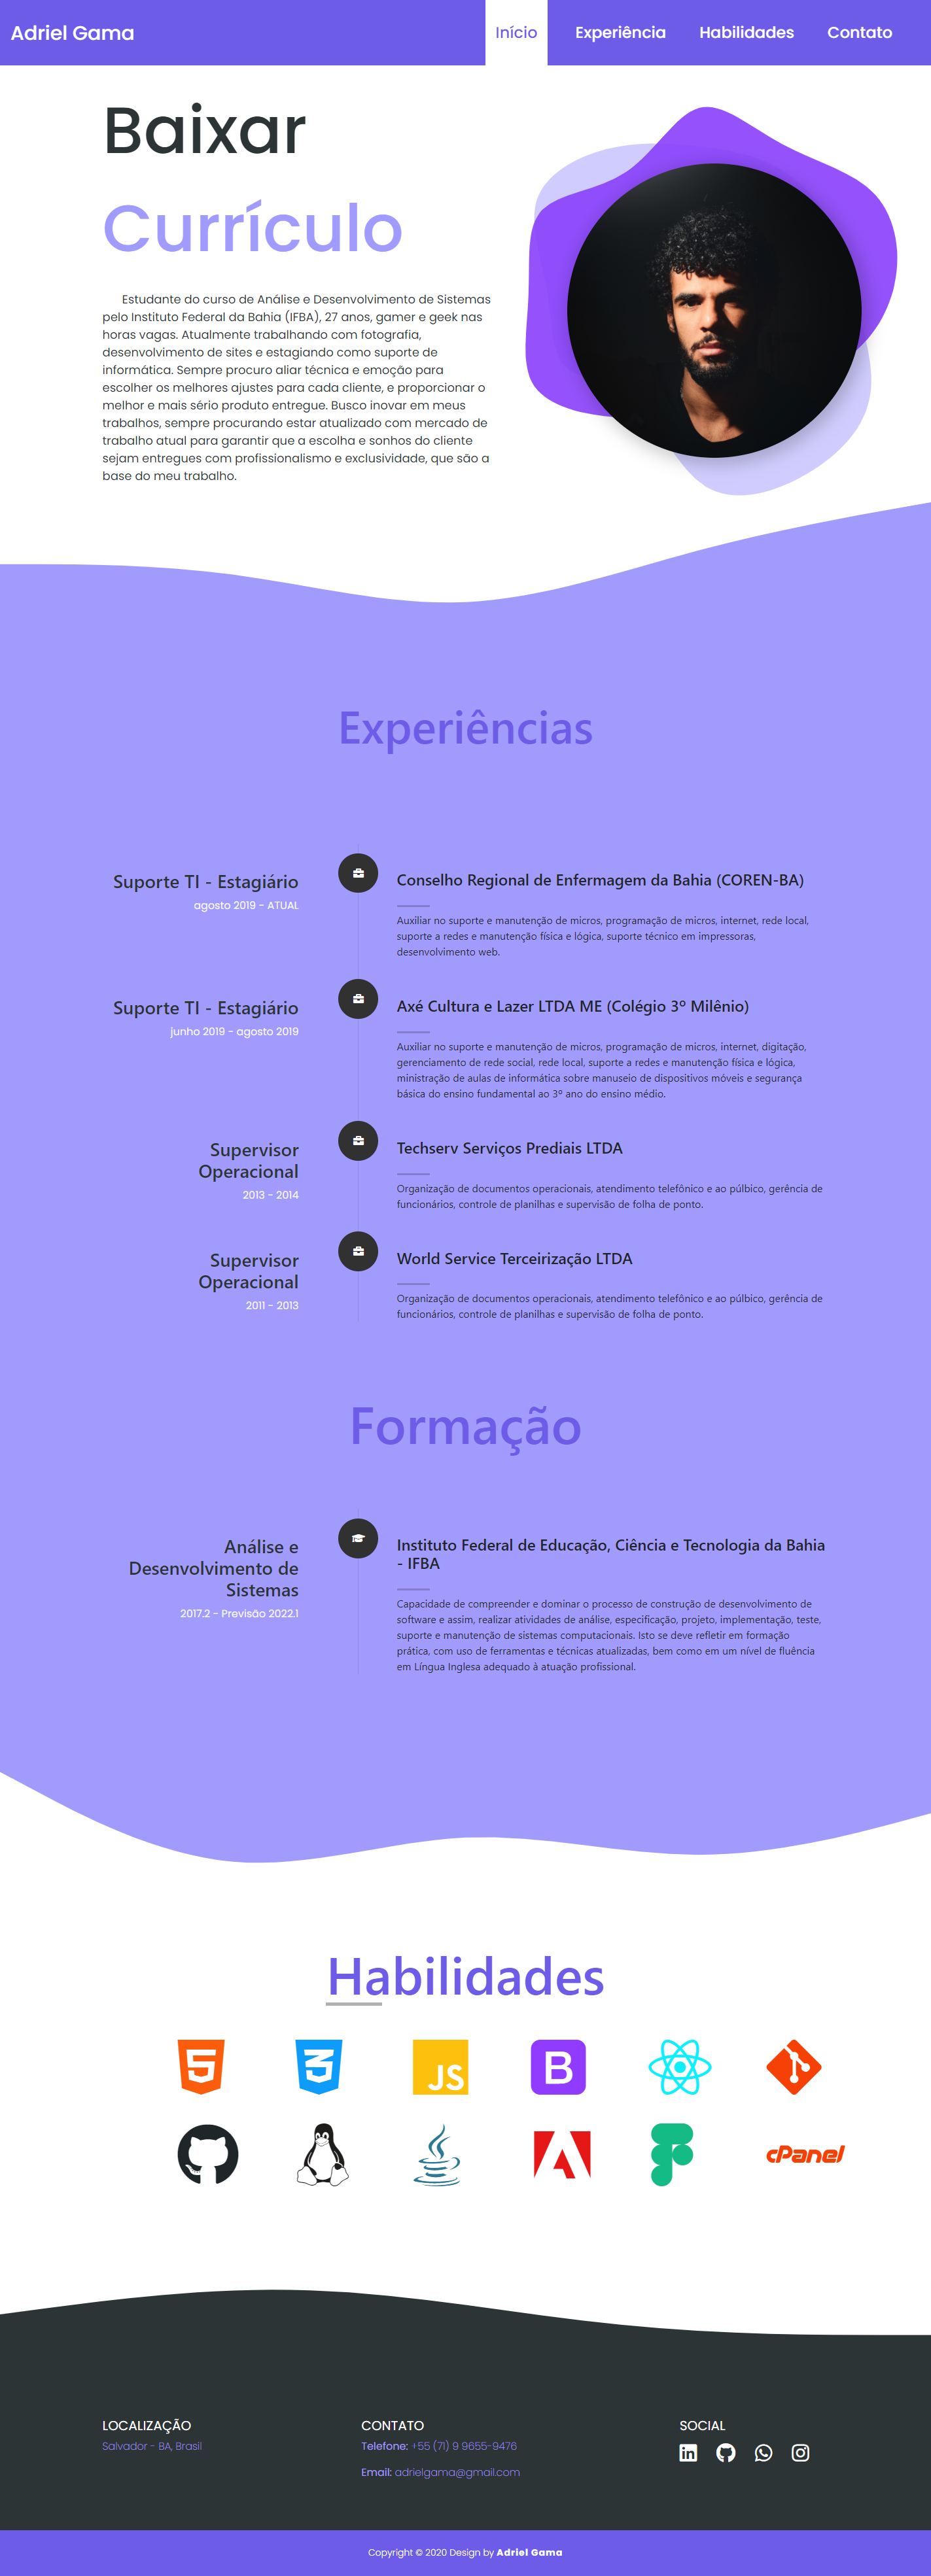 Adriel Gama
Início
Experiência
Habilidades
Contato
Baixar
Currículo
Estudante do curso de Análise e Desenvolvimento de Sistemas
pelo Instituto Federal da Bahia (IFBA), 27 anos, gamer e geek nas
horas vagas. Atualmente trabalhando com fotografia,
desenvolvimento de sites e estagiando como suporte de
informática. Sempre procuro aliar técnica e emoção para
escolher os melhores ajustes para cada cliente, e proporcionar o
melhor e mais sério produto entregue. Busco inovar em meus
trabalhos, sempre procurando estar atualizado com mercado de
trabalho atual para garantir que a escolha e sonhos do cliente
sejam entregues com profissionalismo e exclusividade, que são a
base do meu trabalho.
Experiências
Suporte TI - Estagiário
agosto 2019 - ATUAL
Conselho Regional de Enfermagem da Bahia (COREN-BA)
Auxiliar no suporte e manutenção de micros, programação de micros, internet, rede local,
suporte a redes e manutenção física e lógica, suporte técnico em impressoras,
desenvolvimento web.
Suporte TI - Estagiário
junho 2019 - agosto 2019
Axé Cultura e Lazer LTDA ME (Colégio 3º Milênio)
Auxiliar no suporte e manutenção de micros, programação de micros, internet, digitação,
gerenciamento de rede social, rede local, suporte a redes e manutenção física e lógica,
ministração de aulas de informática sobre manuseio de dispositivos móveis e segurança
básica do ensino fundamental ao 3º ano do ensino médio.
Supervisor
Operacional
2013 - 2014
Techserv Serviços Prediais LTDA
Organização de documentos operacionais, atendimento telefônico e ao púlbico, gerência de
funcionários, controle de planilhas e supervisão de folha de ponto.
Supervisor
Operacional
2011 - 2013
World Service Terceirização LTDA
Organização de documentos operacionais, atendimento telefônico e ao púlbico, gerência de
funcionários, controle de planilhas e supervisão de folha de ponto.
Formação
Análise e
Desenvolvimento de
Sistemas
2017.2 - Previsão 2022.1
Instituto Federal de Educação, Ciência e Tecnologia da Bahia
- IFBA
Capacidade de compreender e dominar o processo de construção de desenvolvimento de
software e assim, realizar atividades de análise, especificação, projeto, implementação, teste,
suporte e manutenção de sistemas computacionais. Isto se deve refletir em formação
prática, com uso de ferramentas e técnicas atualizadas, bem como em um nível de fluência
em Língua Inglesa adequado à atuação profissional.
Habilidades
5
3
JS
B
cPanel
LOCALIZAÇÃO
Salvador - BA, Brasil
CONTATO
Telefone: +55 (71) 9 9655-9476
Email: adrielgama@gmail.com
SOCIAL
in
Copyright © 2020 Design by Adriel Gama